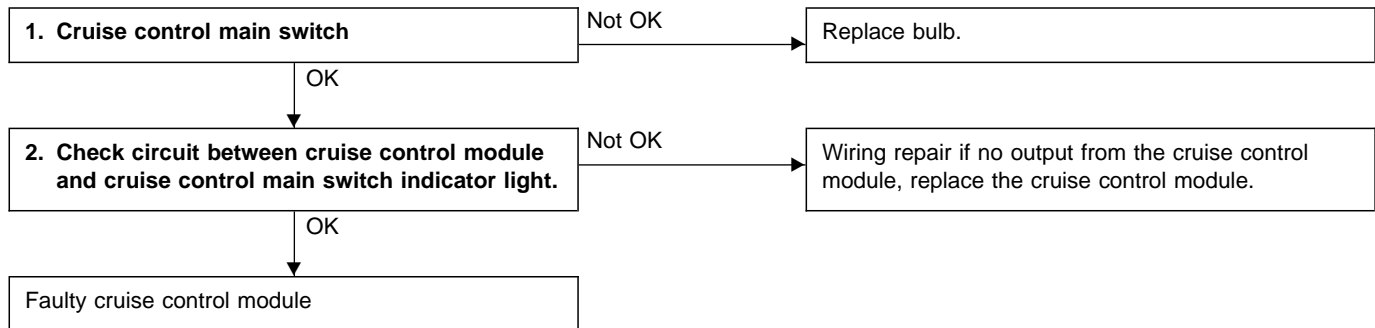 1. Cruise control main switch
Not OK
Replace bulb.
OK
2. Check circuit between cruise control module
and cruise control main switch indicator light.
Not OK
Wiring repair if no output from the cruise control
module, replace the cruise control module.
OK
Faulty cruise control module